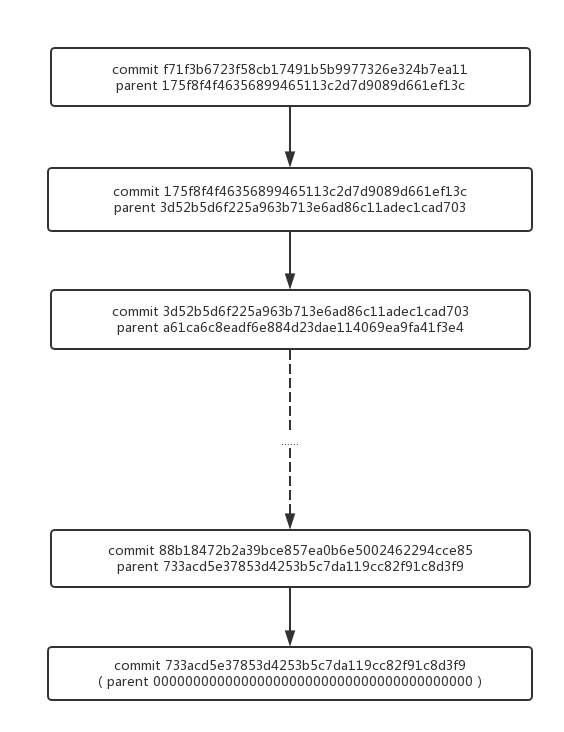 commit f71f3b6723f58cb17491b5b9977326e324b7ea11
parent 175f8f4f46356899465113c2d7d9089d661ef13c
commit 175f8f4f46356899465113c2d7d9089d661ef13c
parent 3d52b5d6f225a963b713e6ad86c11adec1cad703
commit 3d52b5d6f225a963b713e6ad86c11adec1cad703
parent a61ca6c8eadf6e884d23dae114069ea9fa41f3e4
......
commit 88b18472b2a39bce857ea0b6e5002462294cce85
parent 733acd5e37853d4253b5c7da119cc82f91c8d3f9
commit 733acd5e37853d4253b5c7da119cc82f91c8d3f9
( parent 0000000000000000000000000000000000000000 )